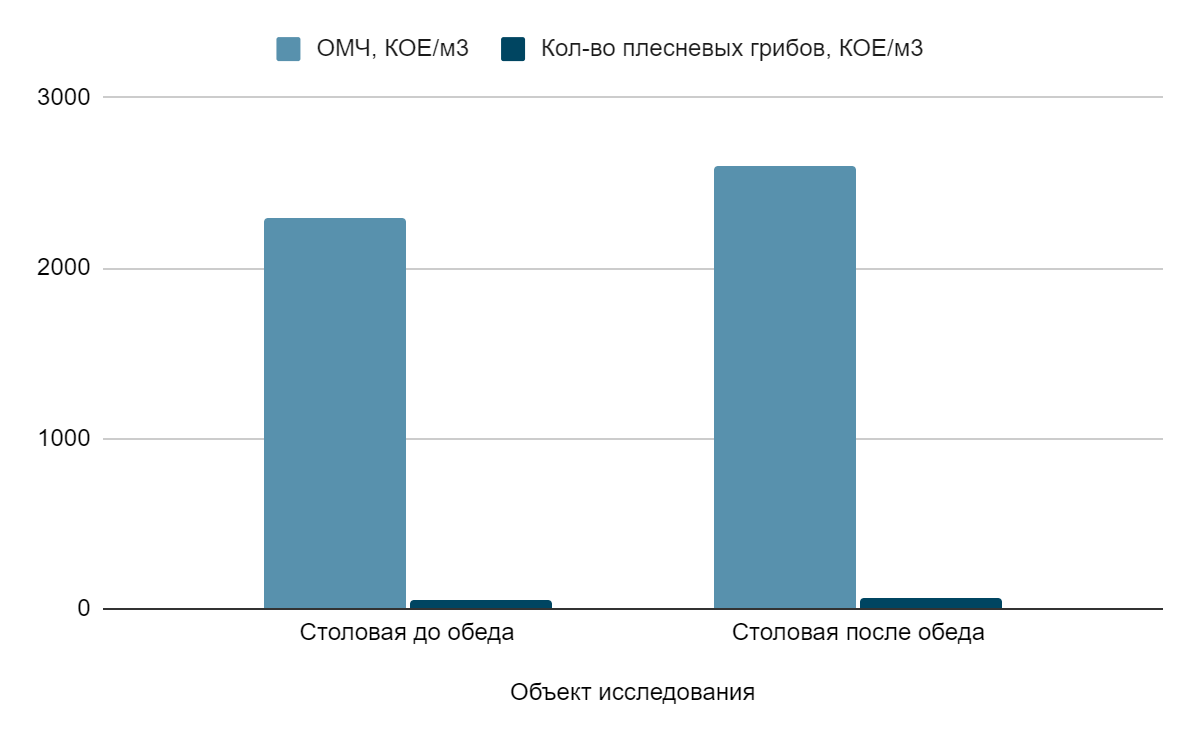 ОМЧ, КОЕ/м3 Кол-во плесневых грибов, КОЕ/м3
3000
2000
1000
0
Столовая до обеда Столовая после обеда
Объект исследования